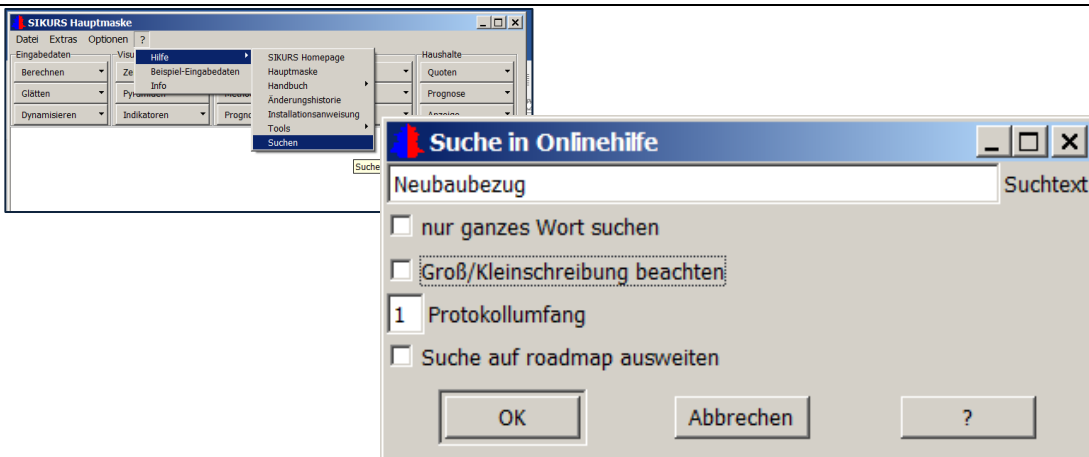 SIKURS Hauptmaske
Datei Extras Optionen ?
Eingabedaten
Haushalte
Berechnen
Glätten
Dynamisieren
Indikatoren
Hilfe
Beispiel-Eingabedaten
Info
SIKURS Homepage
Hauptmaske
Handbuch
Änderungshistorie
Installationsanweisung
Tools
Suchen
Quoten
Prognose
Suche in Onlinehilfe
Neubaubezug Suchtext
nur ganzes Wort suchen
Groß/Kleinschreibung beachten
1 Protokollumfang
Suche auf roadmap ausweiten
OK Abbrechen ?